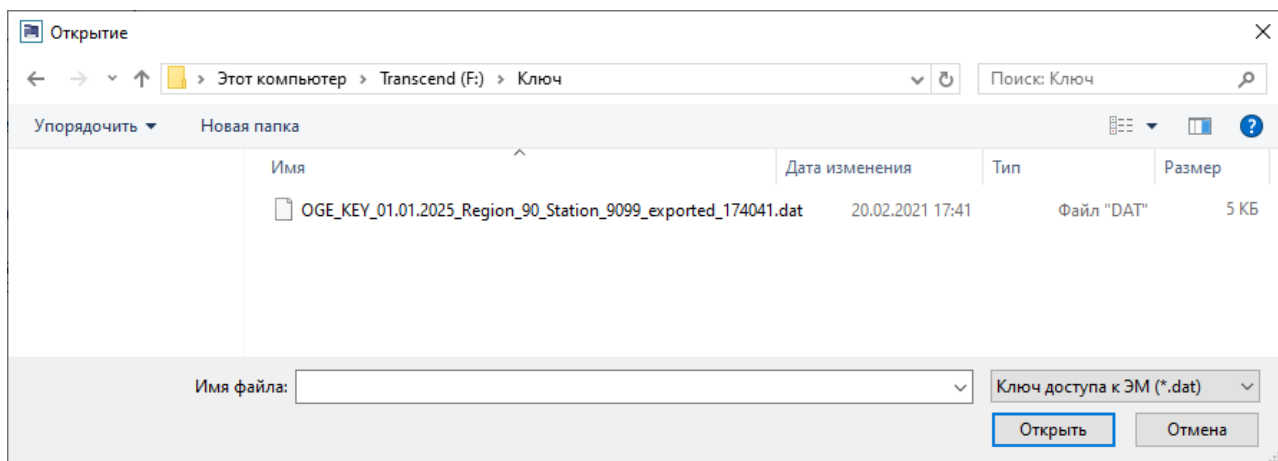 Открытие
Этот компьютер > Transcend (F:) > Ключ
Поиск: Ключ
Упорядочить
Новая папка
Имя
Дата изменения
Тип
Размер
OGE_KEY_01.01.2025_Region_90_Station_9099_exported_174041.dat
20.02.2021 17:41
Файл "DAT"
5 КБ
Имя файла:
Ключ доступа к ЭМ (*.dat)
Открыть
Отмена